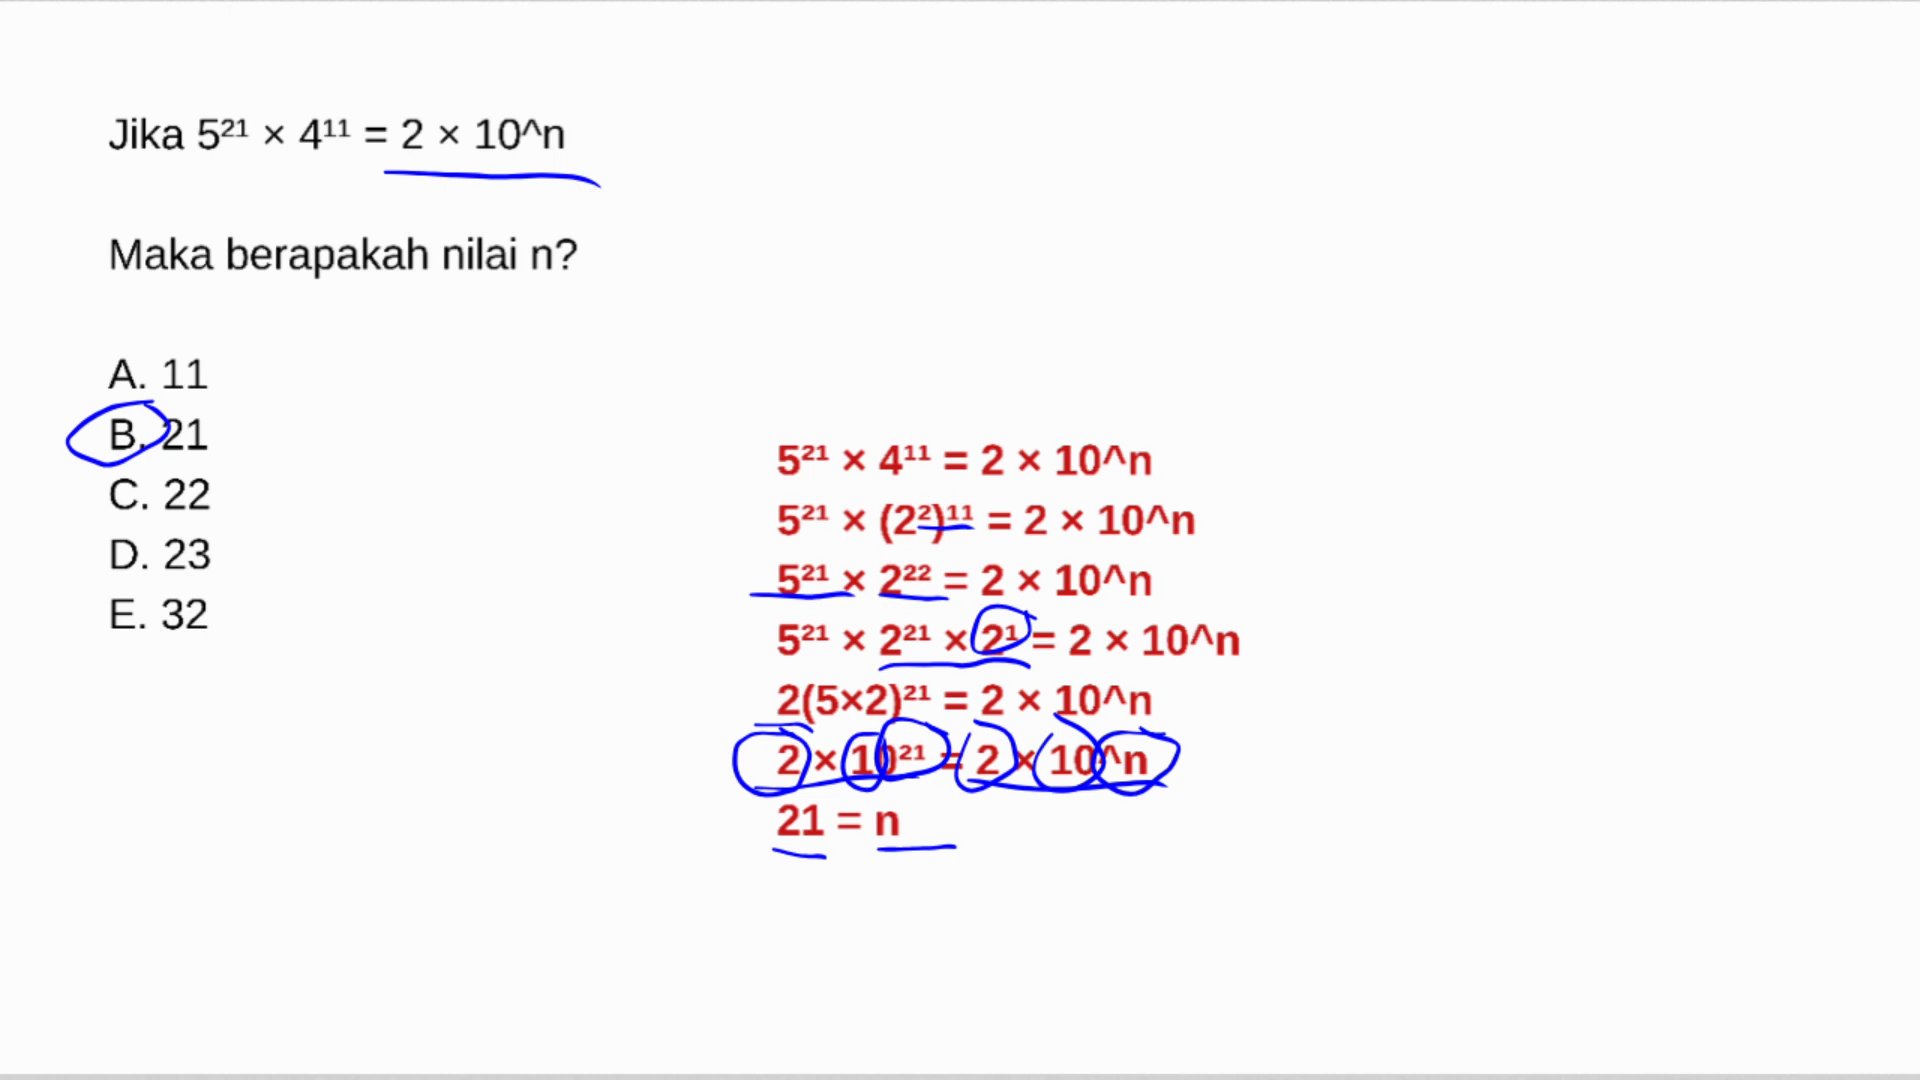 Jika 5²¹ × 4¹¹ = 2 × 10^n
Maka berapakah nilai n?
A. 11
B. 21
C. 22
D. 23
E. 32
5²¹ × 4¹¹ = 2 × 10^n
5²¹ × (2²)¹¹ = 2 × 10^n
5²¹ × 2²² = 2 × 10^n
5²¹ × 2²¹ × 2¹ = 2 × 10^n
2(5×2)²¹ = 2 × 10^n
2 × 10²¹ = 2 × 10^n
21 = n